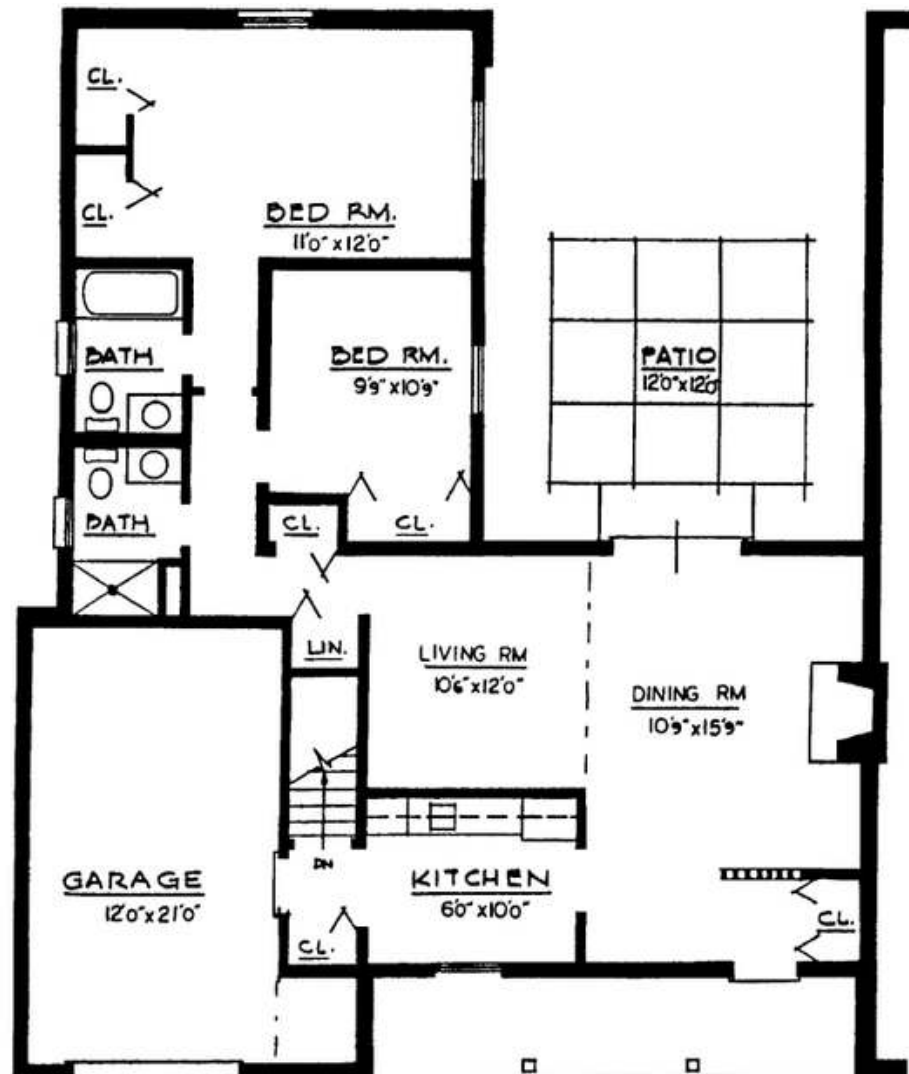 CL.
CL.
BED RM.
11'0" x 12'0"
BATH
BED RM.
9'9" x 10'9"
PATIO
12'0" x 12'0"
BATH
CL.
CL.
LIN.
LIVING RM
10'6" x 12'0"
DINING RM
10'9" x 15'9"
DN
GARAGE
12'0" x 21'0"
KITCHEN
6'0" x 10'0"
CL.
CL.